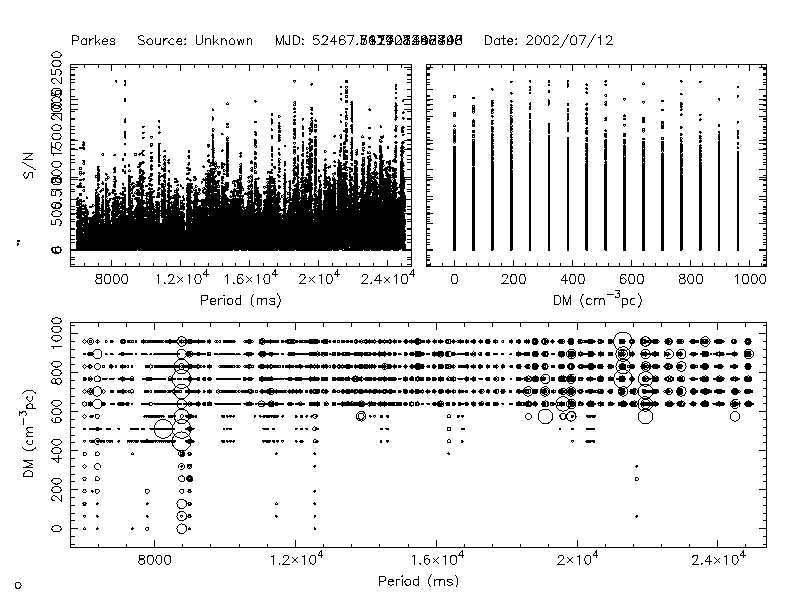 Parkes Source: Unknown MJD: Date: 2002/07/12
S/N
8000 1.2×10⁴ 1.6×10⁴ 2×10⁴ 2.4×10⁴
Period (ms)
0 200 400 600 800 1000
DM (cm⁻³pc)
DM (cm⁻³pc)
0 200 400 600 800 1000
8000 1.2×10⁴ 1.6×10⁴ 2×10⁴ 2.4×10⁴
Period (ms)